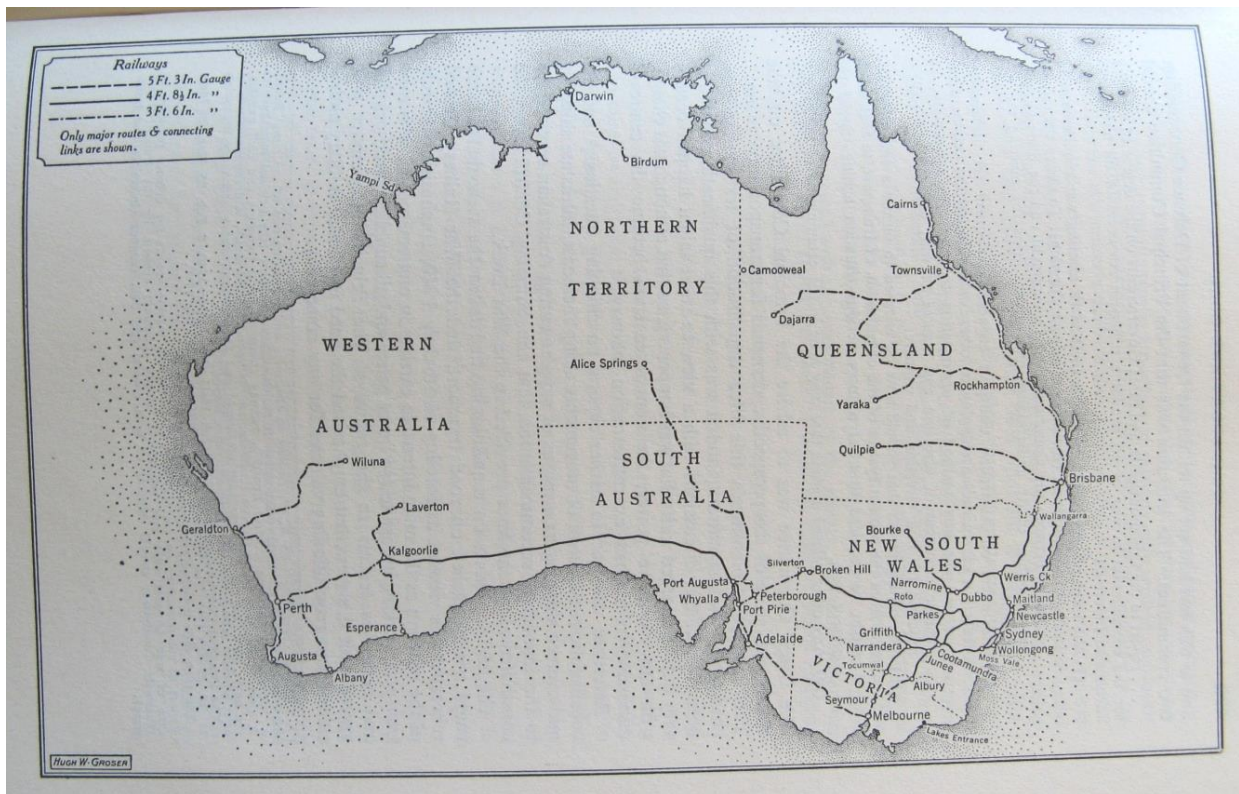 Railways
5 Ft. 3 In. Gauge
4 Ft. 8½ In. "
3 Ft. 6 In. "
Only major routes & connecting
links are shown.
Darwin
Birdum
Yampi Sd.
Cairns
NORTHERN
TERRITORY
Camooweal
Townsville
Dajarra
WESTERN
AUSTRALIA
QUEENSLAND
Alice Springs
Rockhampton
Yaraka
Quilpie
Wiluna
SOUTH
AUSTRALIA
Brisbane
Laverton
Wallangarra
Geraldton
Bourke
Kalgoorlie
NEW SOUTH
WALES
Silverton
Broken Hill
Werris Ck
Port Augusta
Narromine
Whyalla
Peterborough
Roto
Dubbo
Maitland
Perth
Port Pirie
Parkes
Newcastle
Esperance
Griffith
Sydney
Adelaide
Narrandera
Wollongong
Augusta
Moss Vale
Cootamundra
Junee
Albany
VICTORIA
Tocumwal
Albury
Seymour
Melbourne
Lakes Entrance
HUGH W. GROSER